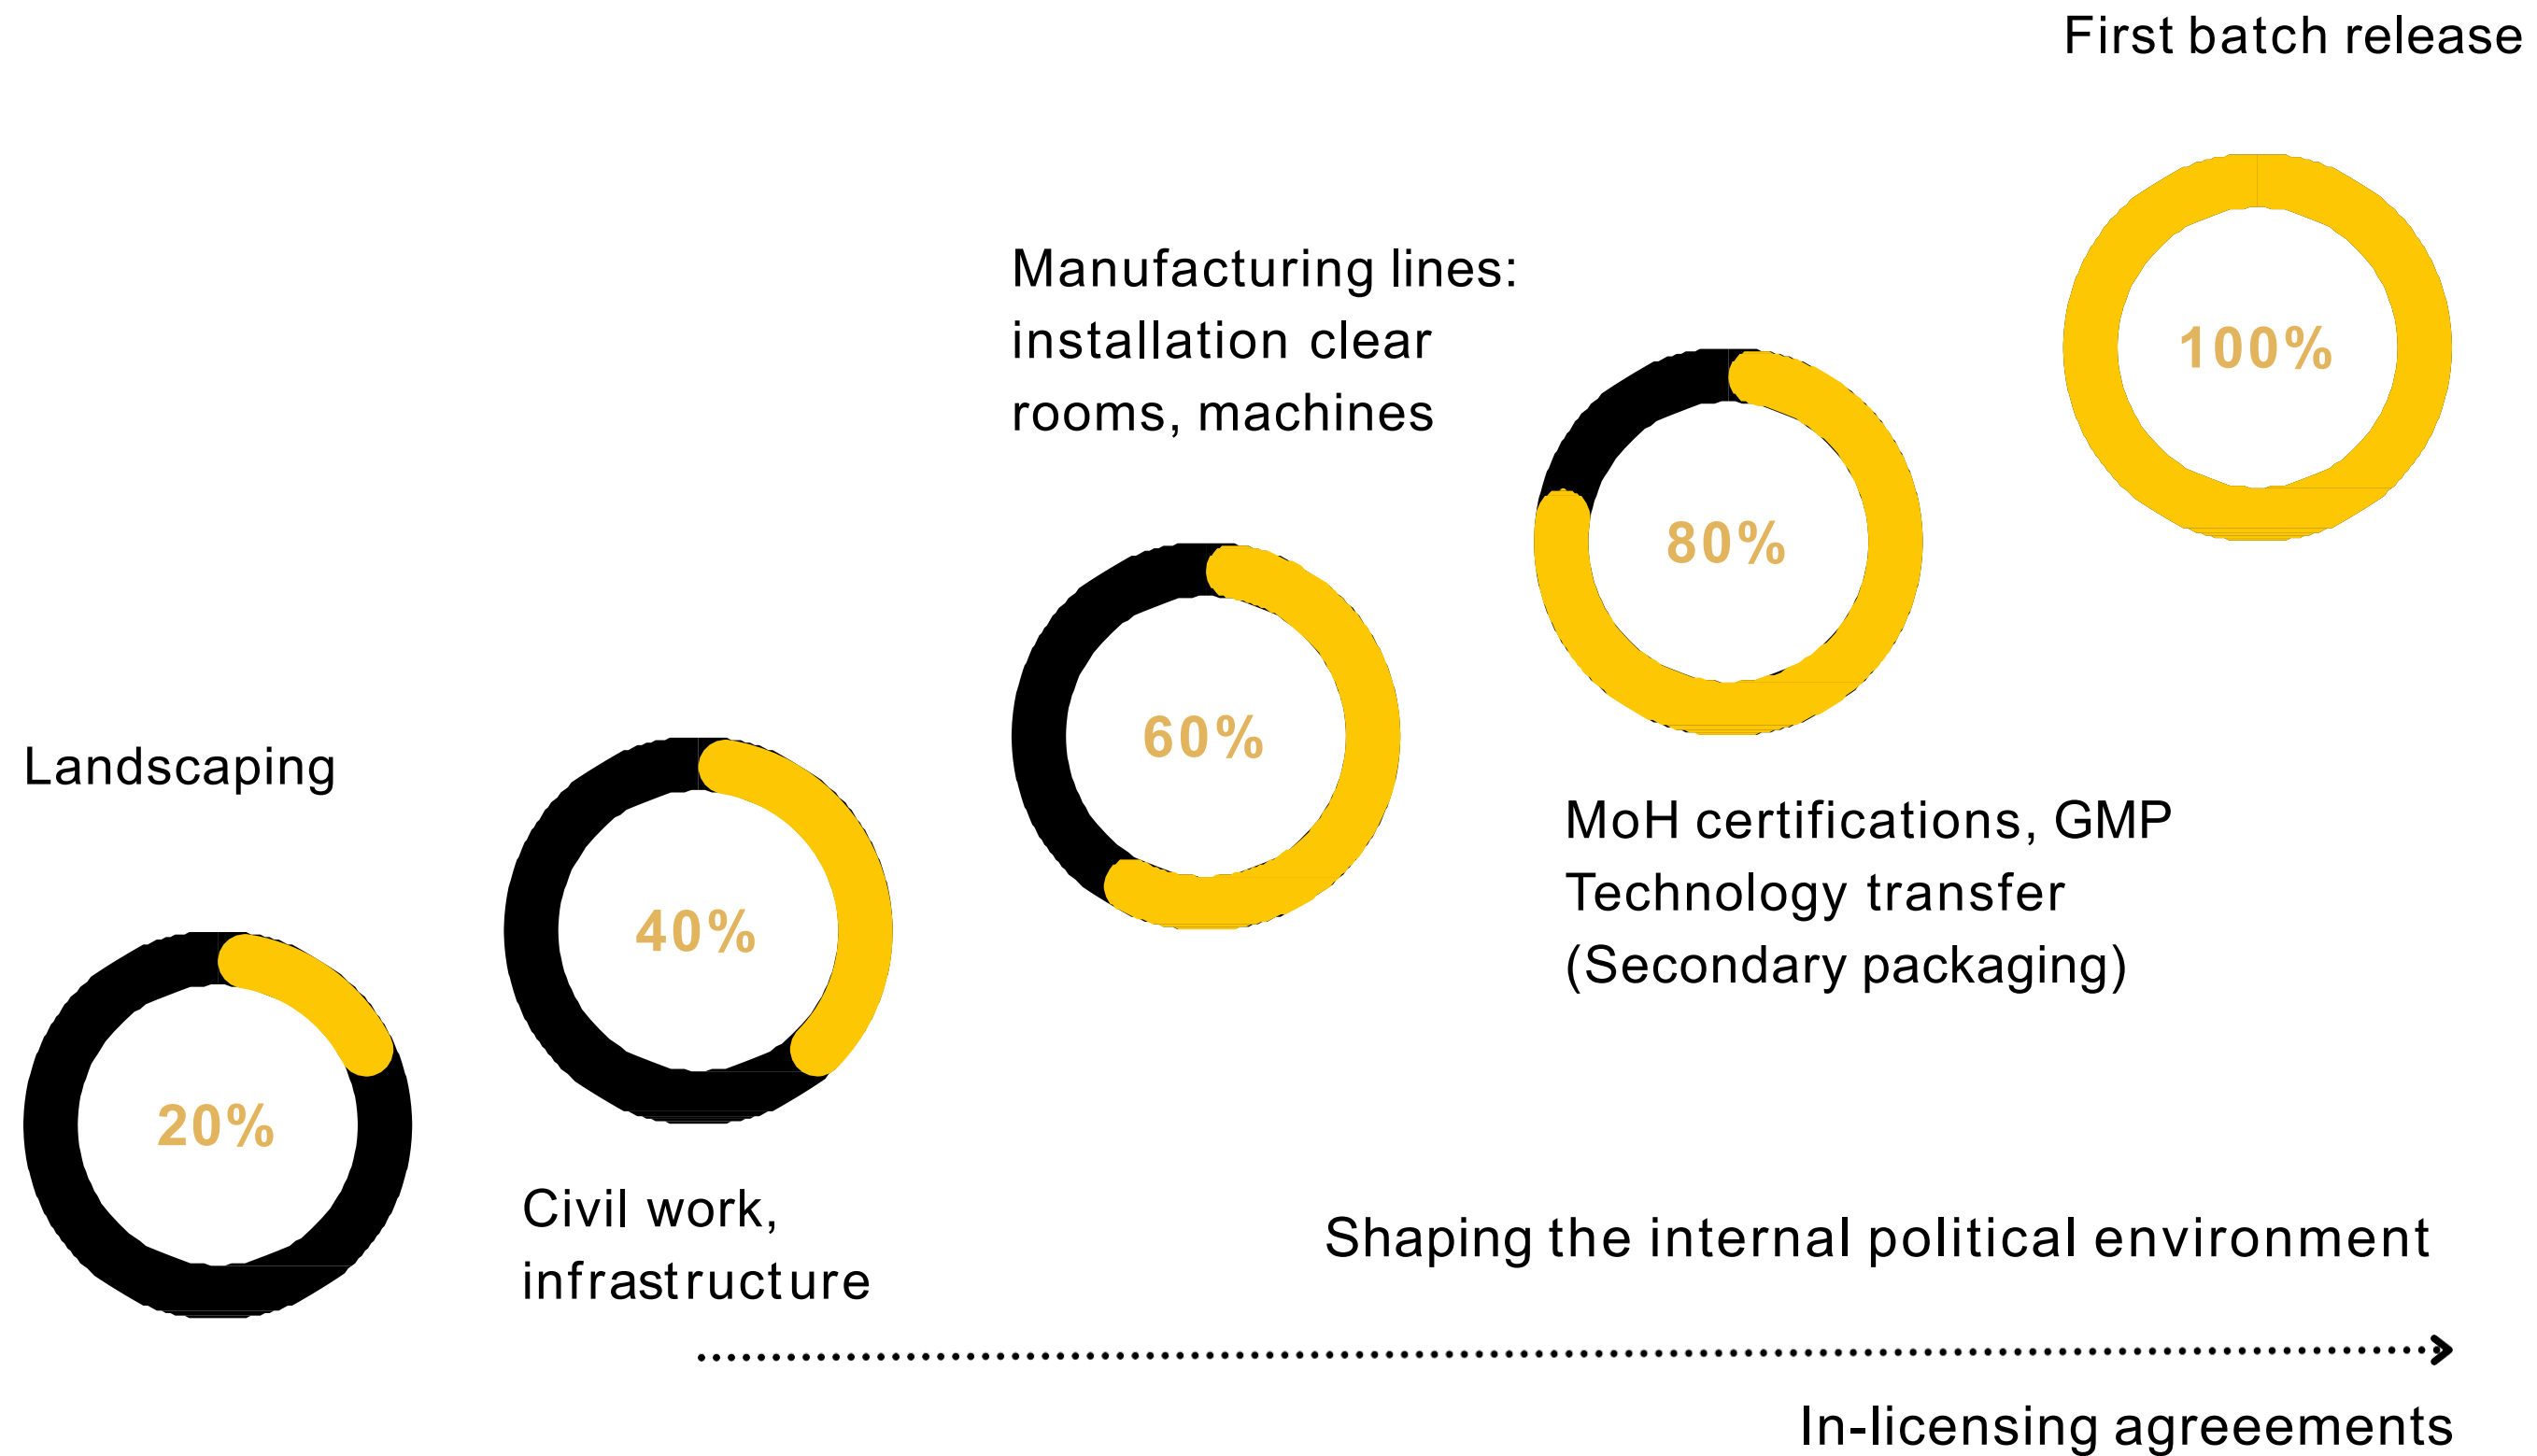 First batch release
100%
Manufacturing lines:
installation clear
rooms, machines
80%
60%
Landscaping
MoH certifications, GMP
Technology transfer
(Secondary packaging)
40%
20%
Civil work,
infrastructure
Shaping the internal political environment
In-licensing agreeements